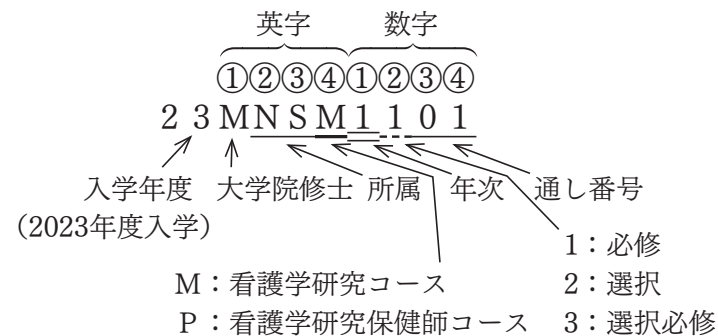 英字 数字
①②③④①②③④
23MNSM1101
入学年度 大学院修士 所属 年次 通し番号
(2023年度入学)
1:必修
M:看護学研究コース 2:選択
P:看護学研究保健師コース 3:選択必修